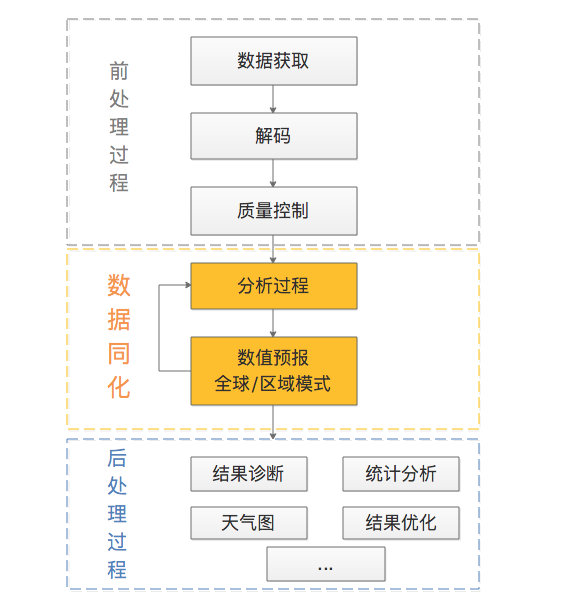 前处理过程
数据获取
解码
质量控制
数据同化
分析过程
数值预报
全球/区域模式
后处理过程
结果诊断
统计分析
天气图
结果优化
...